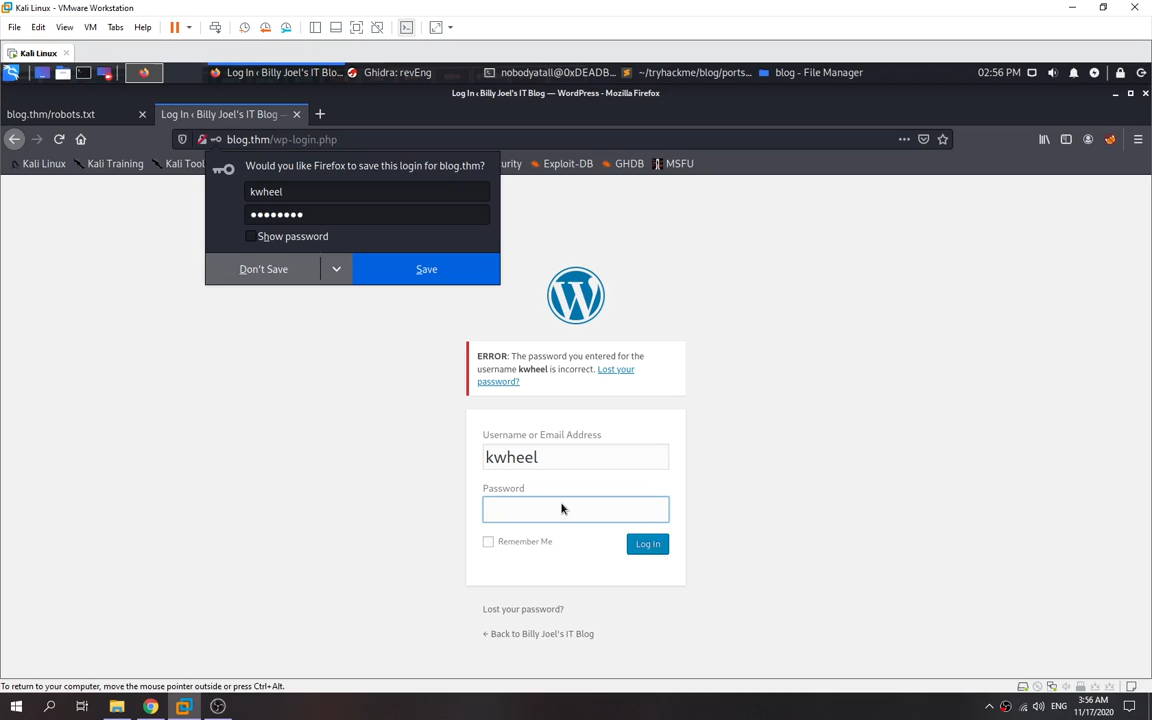 Kali Linux - VMware Workstation
File Edit View VM Tabs Help
Kali Linux
Log In ‹ Billy Joel's IT Blo... Ghidra: revEng nobodyatall@0xDEADB... ~/tryhackme/blog/ports... blog - File Manager 02:56 PM
Log In ‹ Billy Joel's IT Blog — WordPress - Mozilla Firefox
blog.thm/robots.txt Log In ‹ Billy Joel's IT Blog —
blog.thm/wp-login.php
Kali Linux Kali Training Kali Tool urity Exploit-DB GHDB MSFU
Would you like Firefox to save this login for blog.thm?
kwheel
Show password
Don't Save Save
ERROR: The password you entered for the
username kwheel is incorrect. Lost your
password?
Username or Email Address
kwheel
Password
Remember Me Log In
Lost your password?
← Back to Billy Joel's IT Blog
To return to your computer, move the mouse pointer outside or press Ctrl+Alt.
ENG 3:56 AM
11/17/2020